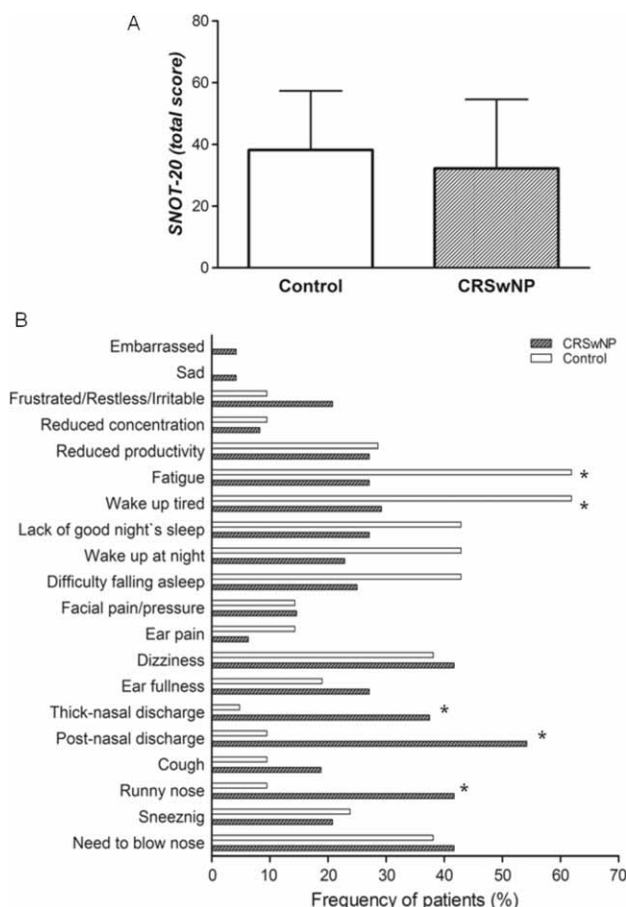 A
SNOT-20 (total score)
80
60
40
20
0
Control
CRSwNP
B
CRSwNP
Control
Embarrassed
Sad
Frustrated/Restless/Irritable
Reduced concentration
Reduced productivity
Fatigue
*
Wake up tired
*
Lack of good night`s sleep
Wake up at night
Difficulty falling asleep
Facial pain/pressure
Ear pain
Dizziness
Ear fullness
Thick-nasal discharge
*
Post-nasal discharge
*
Cough
Runny nose
*
Sneeznig
Need to blow nose
0 10 20 30 40 50 60 70
Frequency of patients (%)